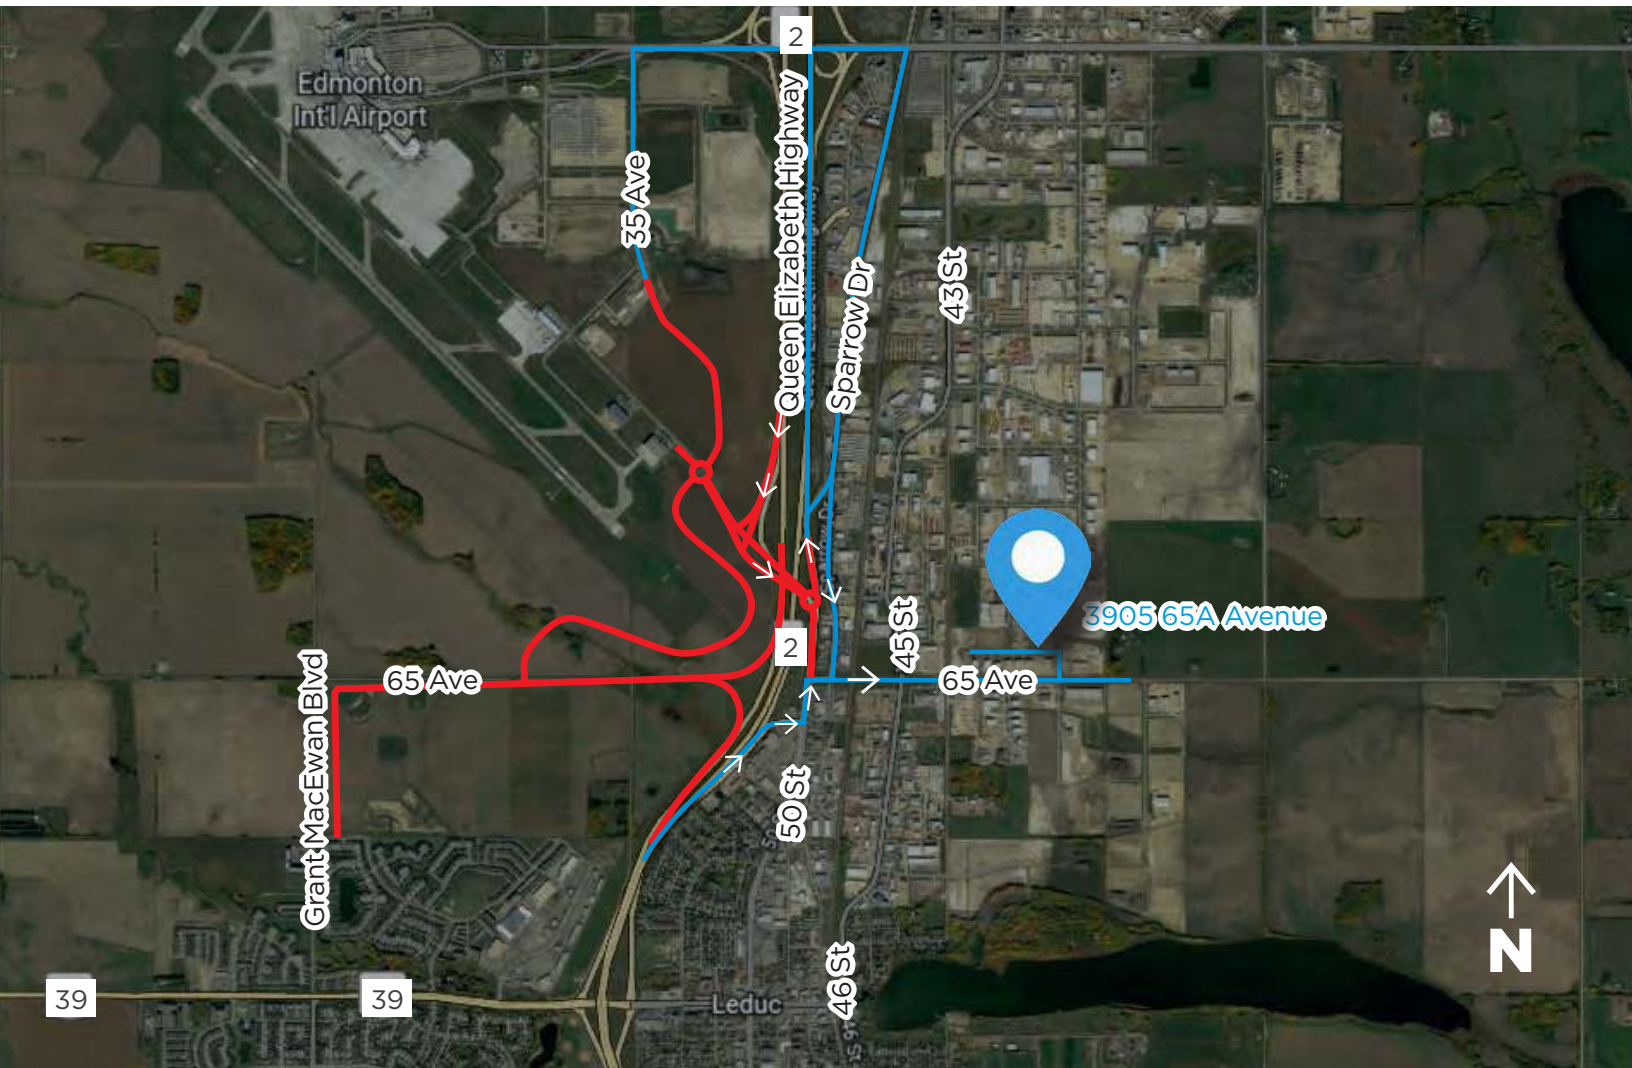 2
Edmonton
Int'l Airport
Queen Elizabeth Highway
35 Ave
43 St
Sparrow Dr
3905 65A Avenue
45 St
2
65 Ave
65 Ave
Grant MacEwan Blvd
50 St
N
46 St
39
39
Leduc